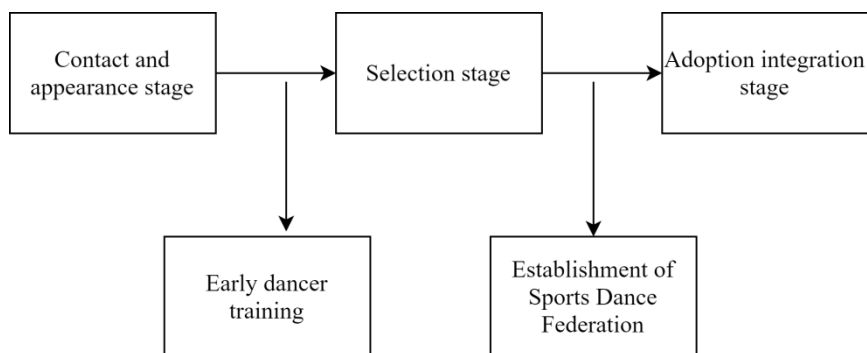 Contact and
appearance stage
Selection stage
Adoption integration
stage
Early dancer
training
Establishment of
Sports Dance
Federation